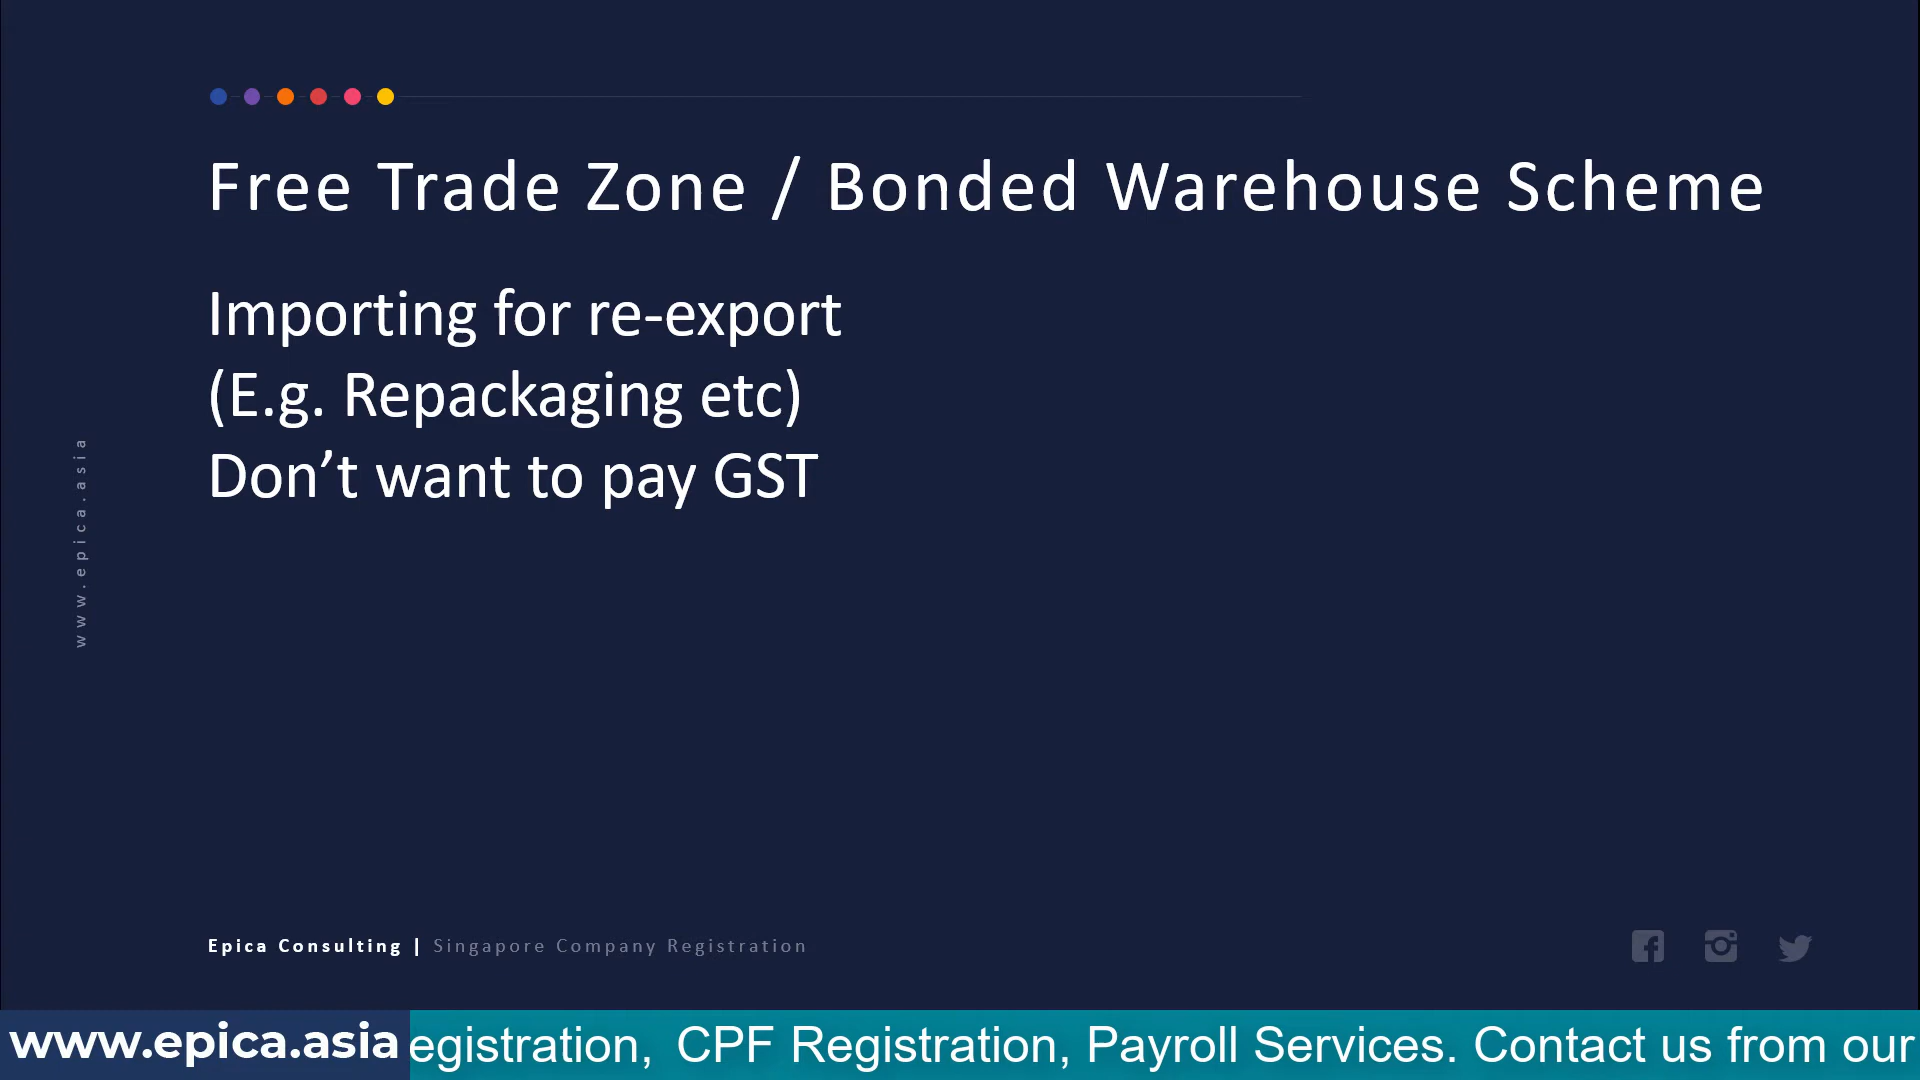 Free Trade Zone / Bonded Warehouse Scheme
Importing for re-export
(E.g. Repackaging etc)
Don’t want to pay GST
www.epica.asia
Epica Consulting | Singapore Company Registration
www.epica.asia egistration, CPF Registration, Payroll Services. Contact us from our